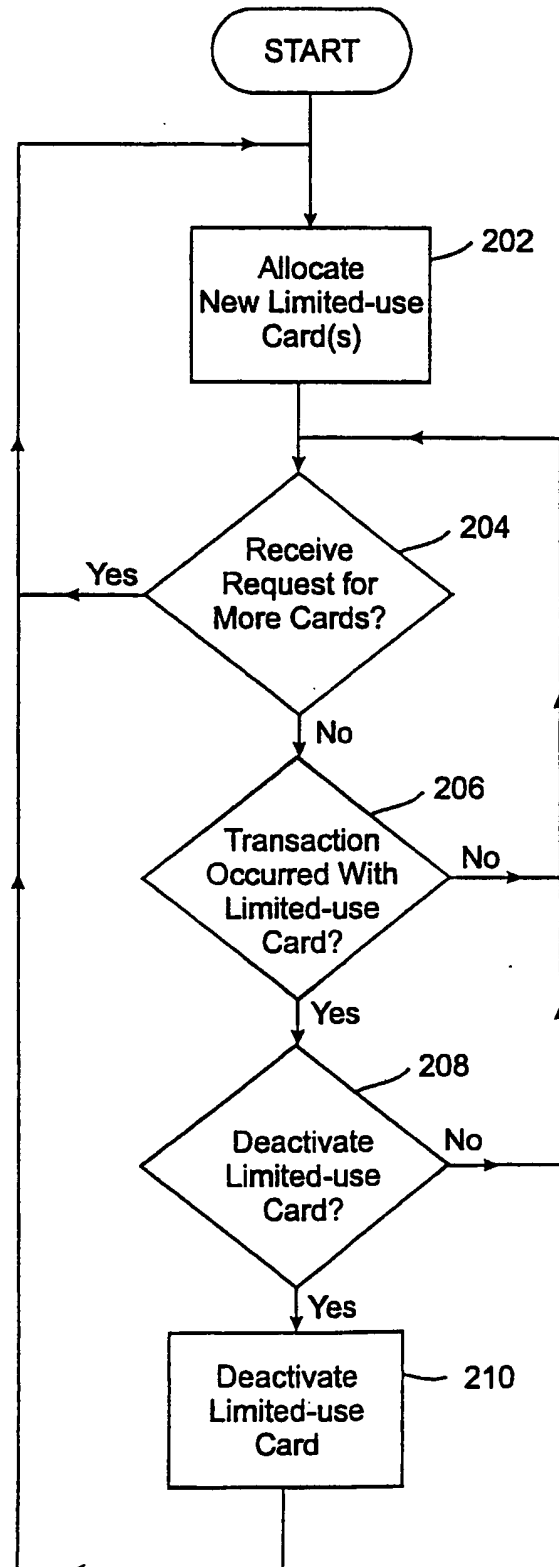 START
202
Allocate
New Limited-use
Card(s)
204
Receive
Request for
More Cards?
Yes
No
206
Transaction
Occurred With
Limited-use
Card?
No
Yes
208
Deactivate
Limited-use
Card?
No
Yes
210
Deactivate
Limited-use
Card